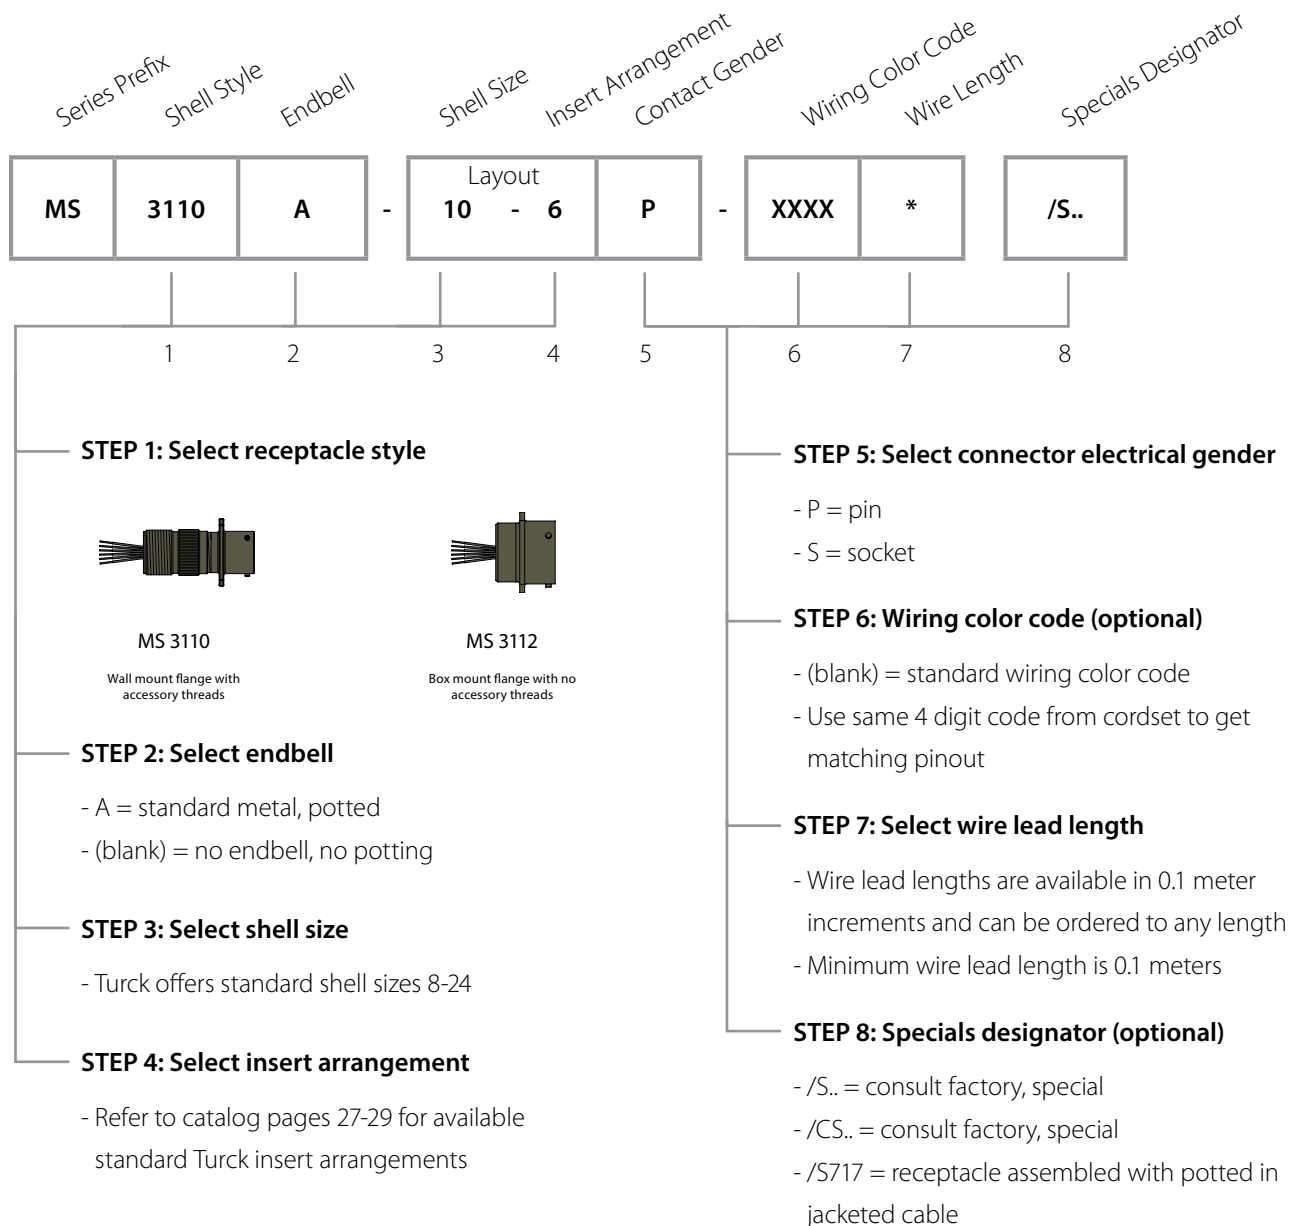 Series Prefix
Shell Style
Endbell
Shell Size
Insert Arrangement
Contact Gender
Wiring Color Code
Wire Length
Specials Designator
Layout
MS 3110 A - 10 - 6 P - XXXX * /S..
1 2 3 4 5 6 7 8
STEP 1: Select receptacle style
MS 3110
Wall mount flange with
accessory threads
MS 3112
Box mount flange with no
accessory threads
STEP 2: Select endbell
- A = standard metal, potted
- (blank) = no endbell, no potting
STEP 3: Select shell size
- Turck offers standard shell sizes 8-24
STEP 4: Select insert arrangement
- Refer to catalog pages 27-29 for available
standard Turck insert arrangements
STEP 5: Select connector electrical gender
- P = pin
- S = socket
STEP 6: Wiring color code (optional)
- (blank) = standard wiring color code
- Use same 4 digit code from cordset to get
matching pinout
STEP 7: Select wire lead length
- Wire lead lengths are available in 0.1 meter
increments and can be ordered to any length
- Minimum wire lead length is 0.1 meters
STEP 8: Specials designator (optional)
- /S.. = consult factory, special
- /CS.. = consult factory, special
- /S717 = receptacle assembled with potted in
jacketed cable